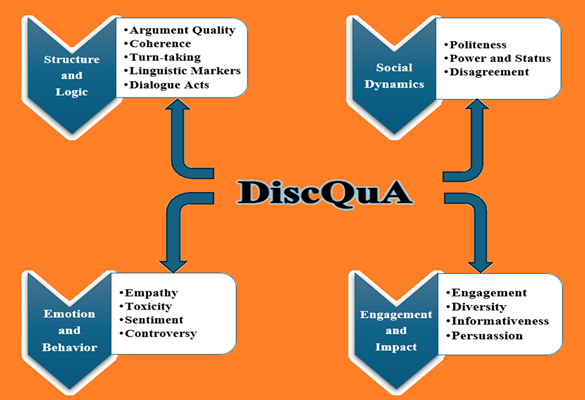 Structure
and
Logic
•Argument Quality
•Coherence
•Turn-taking
•Linguistic Markers
•Dialogue Acts
Social
Dynamics
•Politeness
•Power and Status
•Disagreement
DiscQuA
Emotion
and
Behavior
•Empathy
•Toxicity
•Sentiment
•Controversy
Engagement
and
Impact
•Engagement
•Diversity
•Informativeness
•Persuassion